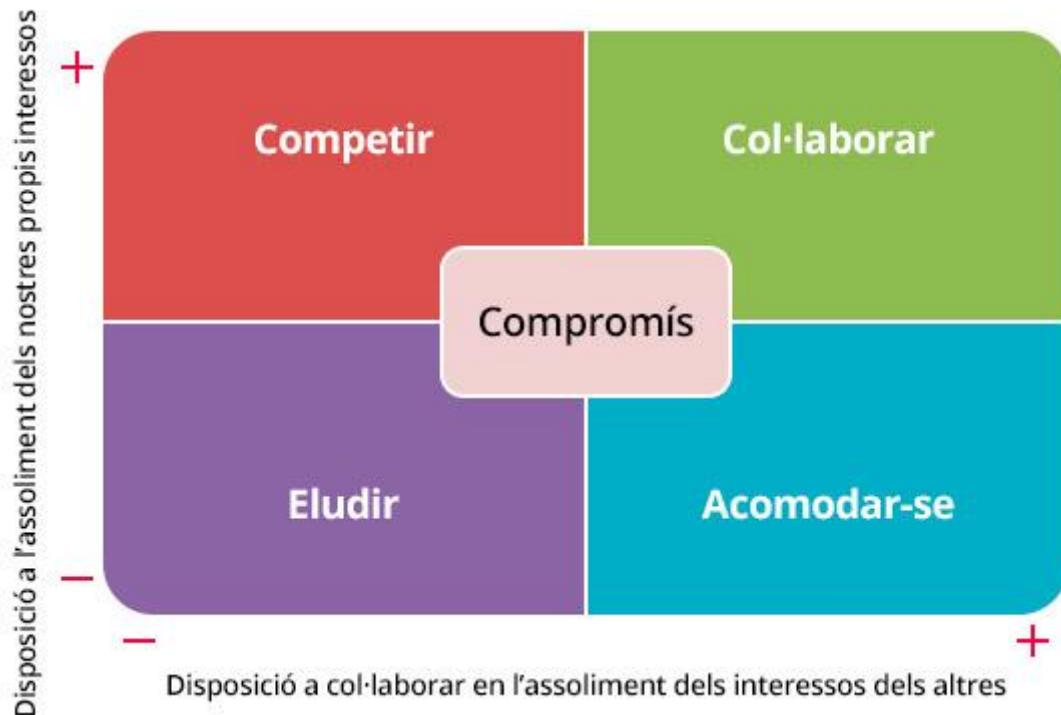 Disposició a l'assoliment dels nostres propis interessos
+
Competir
Col·laborar
Compromís
Eludir
Acomodar-se
—
—
+
Disposició a col·laborar en l'assoliment dels interessos dels altres